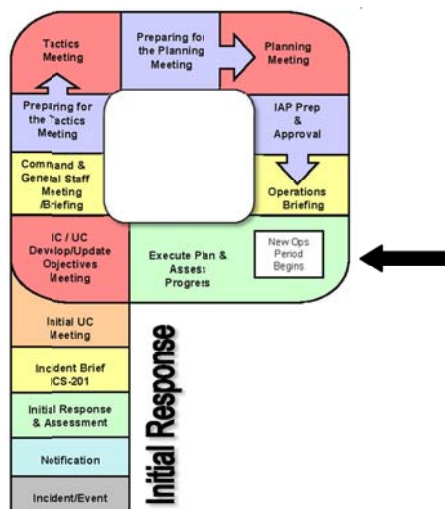 Tactics
Meeting
Preparing for
the Planning
Meeting
Planning
Meeting
Preparing for
the Tactics
Meeting
IAP Prep
&
Approval
Command &
General Staff
Meeting
/Briefing
Operations
Briefing
IC / UC
Develop/Update
Objectives
Meeting
Execute Plan &
Assess
Progress
New Ops
Period
Begins
Initial UC
Meeting
Incident Brief
ICS-201
Initial Response
& Assessment
Notification
Incident/Event
Initial Response